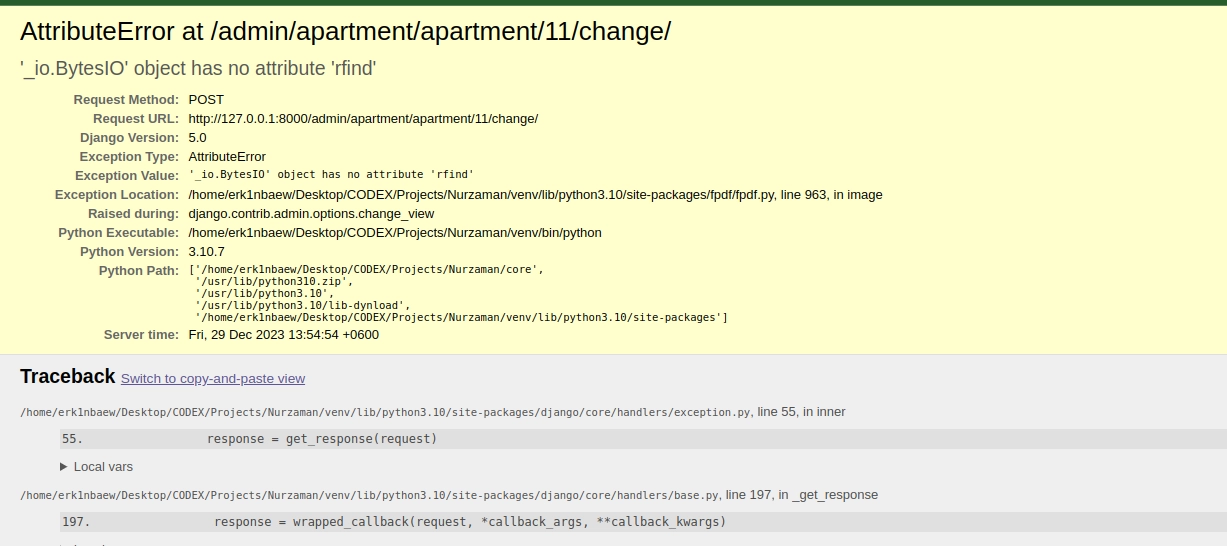 AttributeError at /admin/apartment/apartment/11/change/
'_io.BytesIO' object has no attribute 'rfind'
Request Method: POST
Request URL: http://127.0.0.1:8000/admin/apartment/apartment/11/change/
Django Version: 5.0
Exception Type: AttributeError
Exception Value: '_io.BytesIO' object has no attribute 'rfind'
Exception Location: /home/erk1nbaew/Desktop/CODEX/Projects/Nurzaman/venv/lib/python3.10/site-packages/fpdf/fpdf.py, line 963, in image
Raised during: django.contrib.admin.options.change_view
Python Executable: /home/erk1nbaew/Desktop/CODEX/Projects/Nurzaman/venv/bin/python
Python Version: 3.10.7
Python Path: ['/home/erk1nbaew/Desktop/CODEX/Projects/Nurzaman/core',
'/usr/lib/python310.zip',
'/usr/lib/python3.10',
'/usr/lib/python3.10/lib-dynload',
'/home/erk1nbaew/Desktop/CODEX/Projects/Nurzaman/venv/lib/python3.10/site-packages']
Server time: Fri, 29 Dec 2023 13:54:54 +0600
Traceback Switch to copy-and-paste view
/home/erk1nbaew/Desktop/CODEX/Projects/Nurzaman/venv/lib/python3.10/site-packages/django/core/handlers/exception.py, line 55, in inner
55. response = get_response(request)
▶ Local vars
/home/erk1nbaew/Desktop/CODEX/Projects/Nurzaman/venv/lib/python3.10/site-packages/django/core/handlers/base.py, line 197, in _get_response
197. response = wrapped_callback(request, *callback_args, **callback_kwargs)